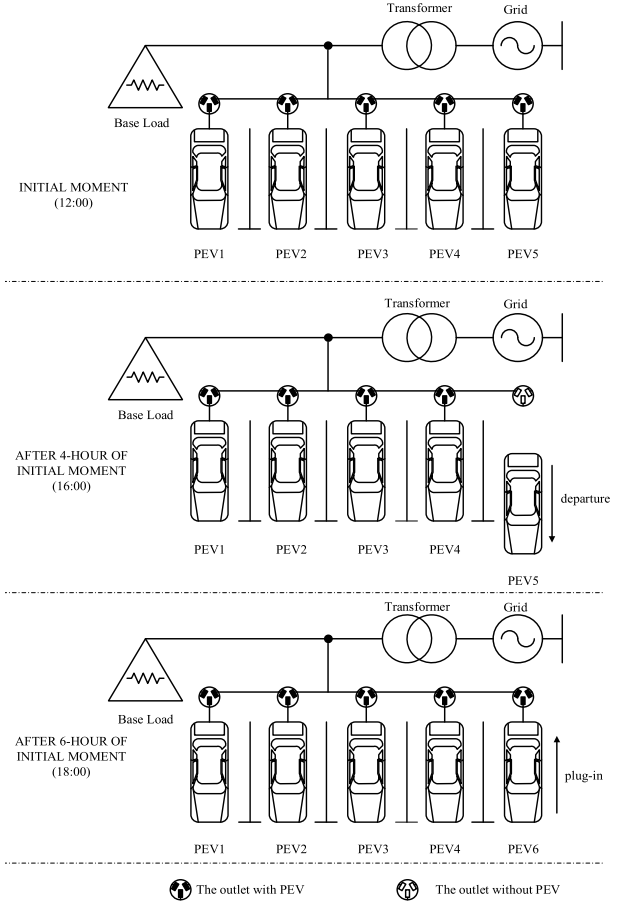 Transformer
Grid
Base Load
INITIAL MOMENT
(12:00)
PEV1
PEV2
PEV3
PEV4
PEV5
Transformer
Grid
Base Load
AFTER 4-HOUR OF
INITIAL MOMENT
(16:00)
departure
PEV1
PEV2
PEV3
PEV4
PEV5
Transformer
Grid
Base Load
AFTER 6-HOUR OF
INITIAL MOMENT
(18:00)
plug-in
PEV1
PEV2
PEV3
PEV4
PEV6
The outlet with PEV
The outlet without PEV